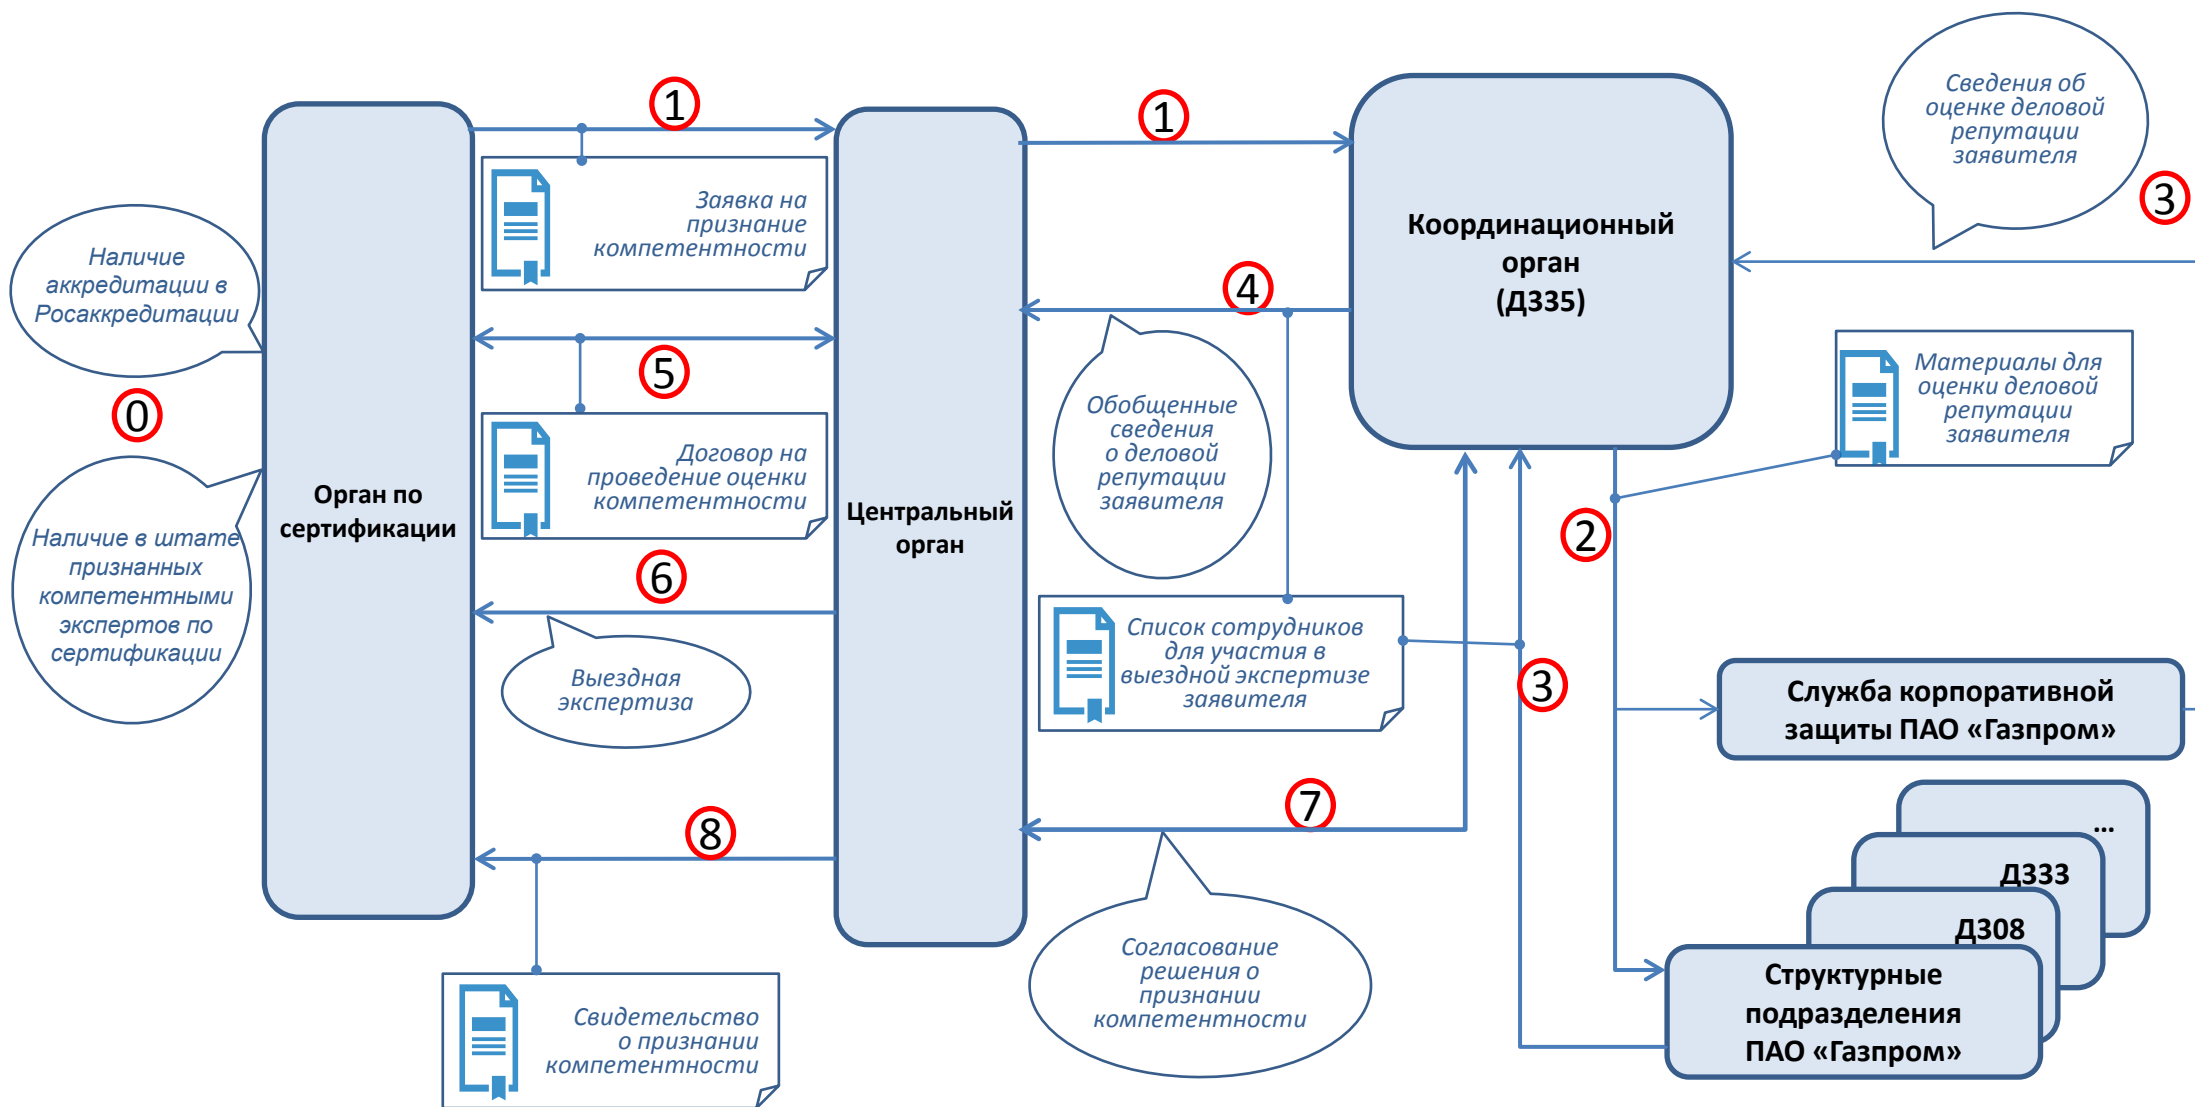 Наличие
аккредитации в
Росаккредитации
0
Наличие в штате
признанных
компетентными
экспертов по
сертификации
Орган по
сертификации
1
Заявка на
признание
компетентности
5
Договор на
проведение оценки
компетентности
6
Выездная
экспертиза
8
Свидетельство
о признании
компетентности
Центральный
орган
1
4
Обобщенные
сведения
о деловой
репутации
заявителя
Список сотрудников
для участия в
выездной экспертизе
заявителя
7
Согласование
решения о
признании
компетентности
Координационный
орган
(Д335)
Сведения об
оценке деловой
репутации
заявителя
3
Материалы для
оценки деловой
репутации
заявителя
2
3
Служба корпоративной
защиты ПАО «Газпром»
...
Д333
Д308
Структурные
подразделения
ПАО «Газпром»